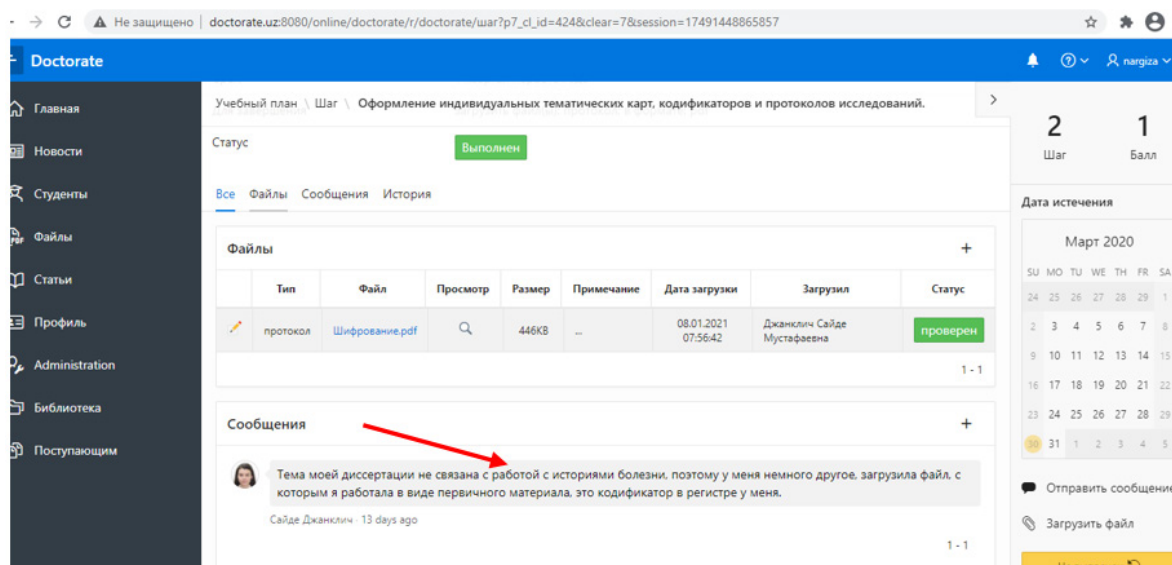 Не защищено | doctorate.uz:8080/online/doctorate/r/doctorate/шаг?p7_cl_id=424&clear=7&session=17491448865857
Doctorate
nargiza
Главная
Новости
Студенты
Файлы
Статьи
Профиль
Administration
Библиотека
Поступающим
Учебный план \ Шаг \ Оформление индивидуальных тематических карт, кодификаторов и протоколов исследований.
Статус
Выполнен
Все Файлы Сообщения История
Файлы
Тип Файл Просмотр Размер Примечание Дата загрузки Загрузил Статус
протокол Шифрование.pdf 446KB ... 08.01.2021 07:56:42 Джанклич Сайде Мустафаевна проверен
1 - 1
Сообщения
Тема моей диссертации не связана с работой с историями болезни, поэтому у меня немного другое, загрузила файл, с
которым я работала в виде первичного материала, это кодификатор в регистре у меня.
Сайде Джанклич · 13 days ago
1 - 1
2 1
Шаг Балл
Дата истечения
Март 2020
SU MO TU WE TH FR SA
24 25 26 27 28 29 1
2 3 4 5 6 7 8
9 10 11 12 13 14 15
16 17 18 19 20 21 22
23 24 25 26 27 28 29
30 31 1 2 3 4 5
Отправить сообщение
Загрузить файл